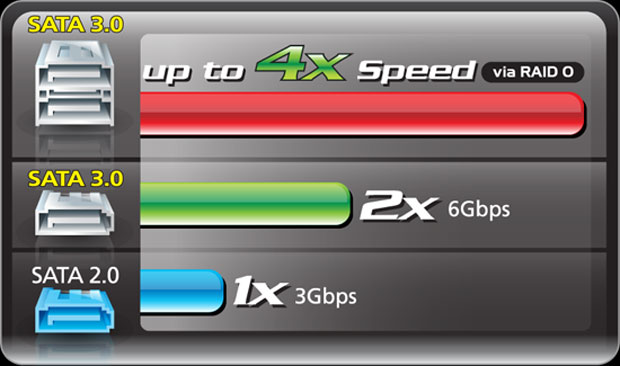 SATA 3.0
up to 4x Speed via RAID 0
SATA 3.0
2x 6Gbps
SATA 2.0
1x 3Gbps